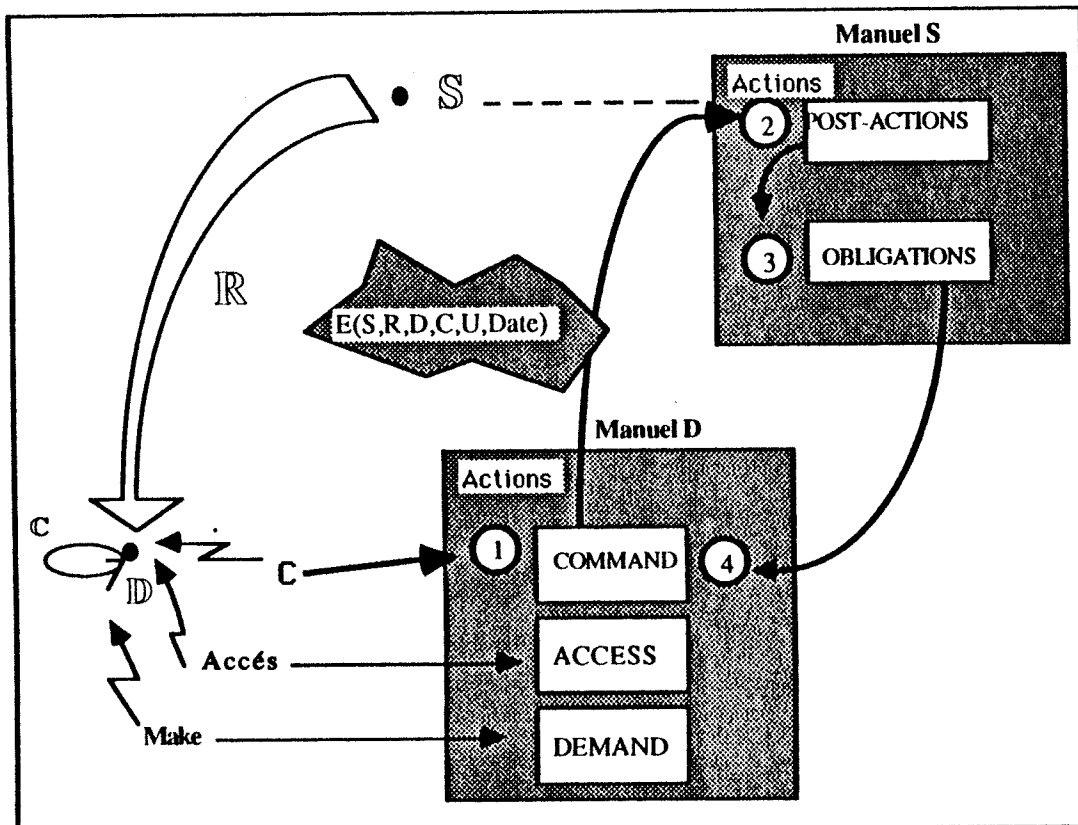 Manuel S
Actions
S
2
POST-ACTIONS
3
OBLIGATIONS
R
E(S,R,D,C,U,Date)
Manuel D
Actions
C
D
C
1
COMMAND
4
Accés
ACCESS
Make
DEMAND